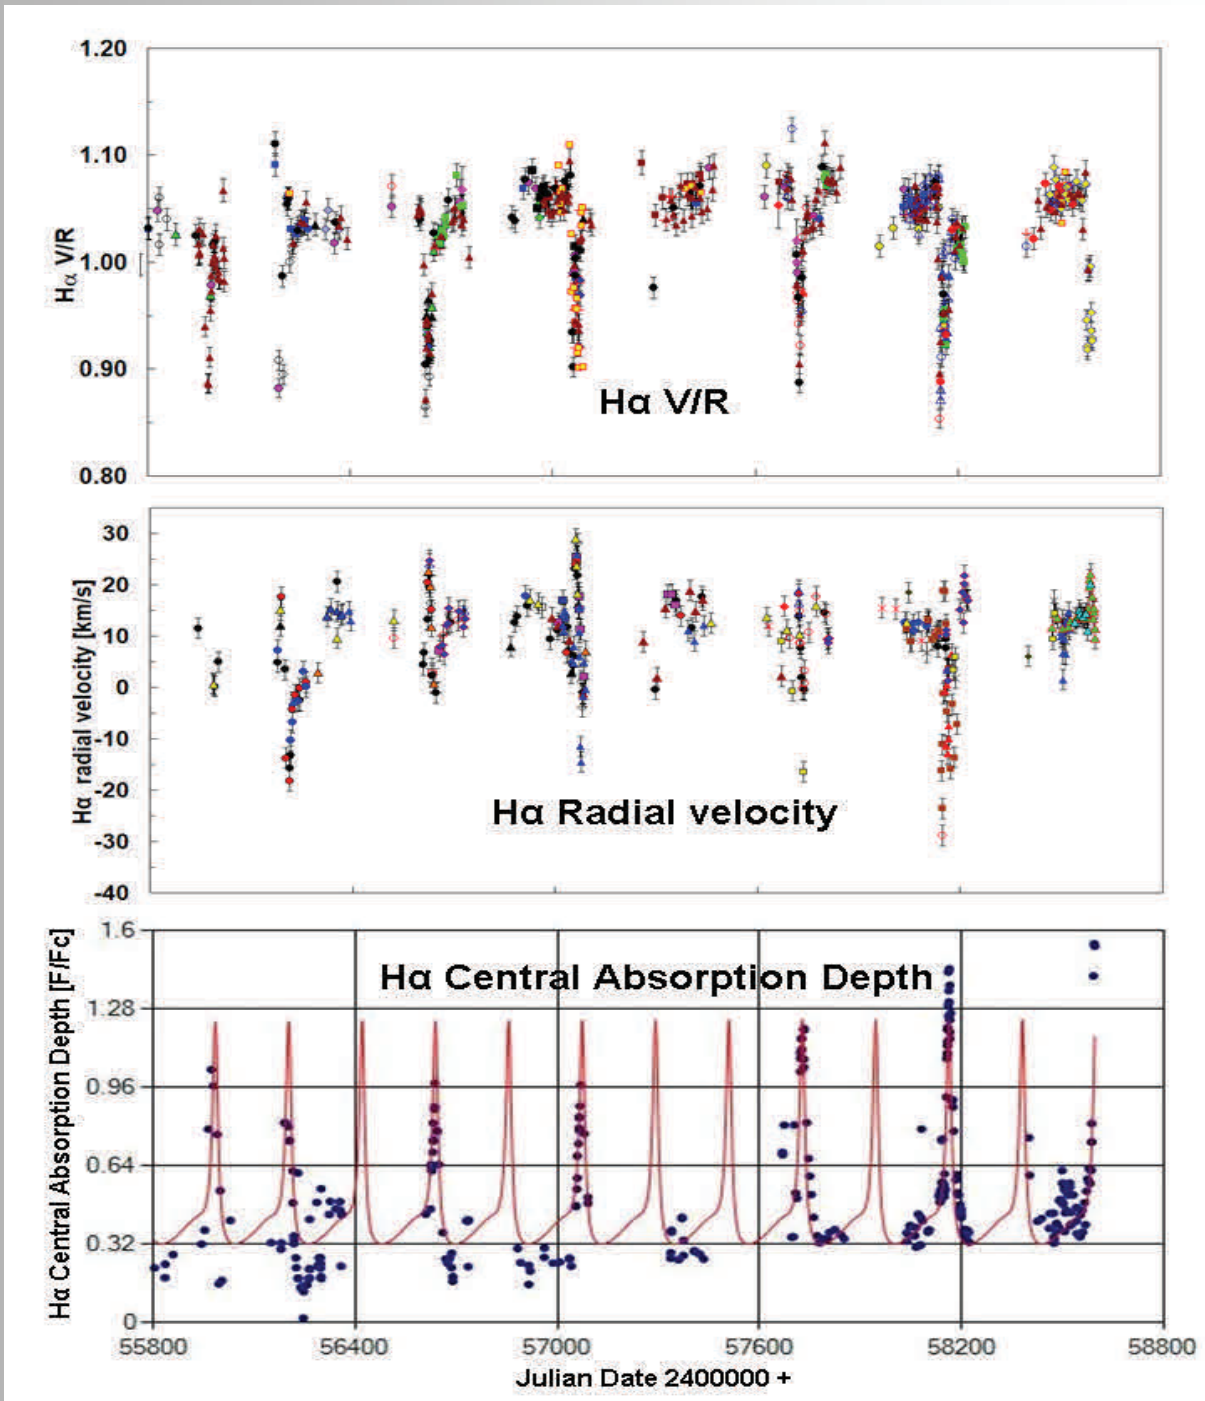 1.20
1.10
1.00
0.90
0.80
Hα V/R
Hα V/R
30
20
10
0
-10
-20
-30
-40
Hα radial velocity [km/s]
Hα Radial velocity
1.6
1.28
0.96
0.64
0.32
0
Hα Central Absorption Depth [F/Fc]
Hα Central Absorption Depth
55800 56400 57000 57600 58200 58800
Julian Date 2400000 +